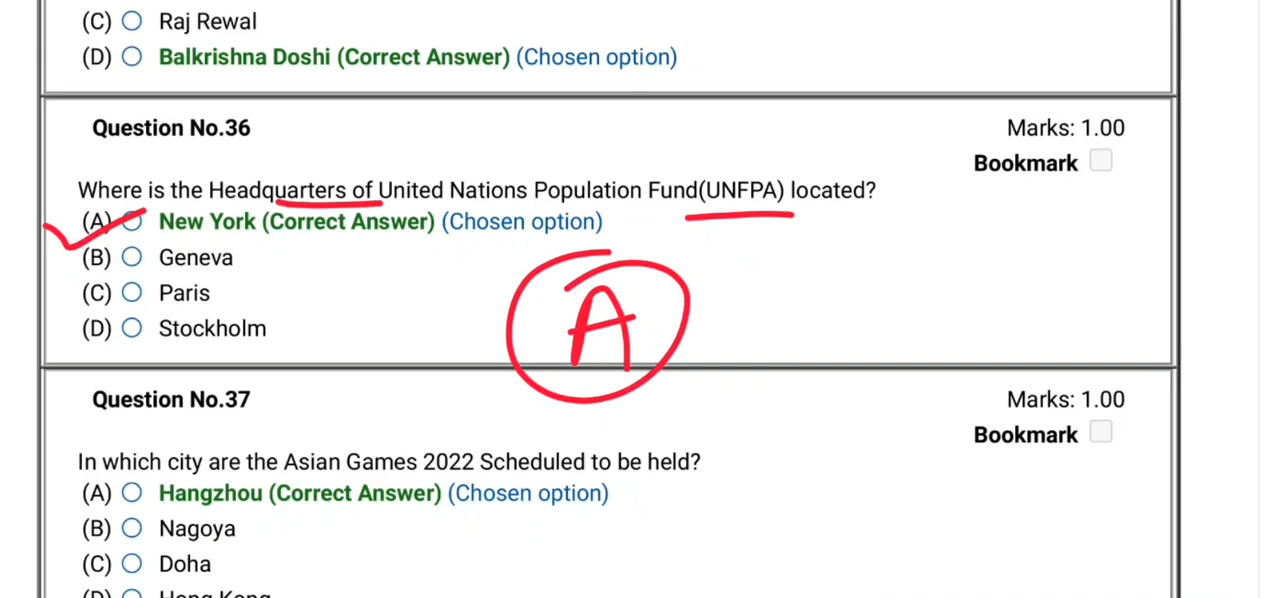 (C) Raj Rewal
(D) Balkrishna Doshi (Correct Answer) (Chosen option)
Question No.36 Marks: 1.00
Bookmark
Where is the Headquarters of United Nations Population Fund(UNFPA) located?
(A) New York (Correct Answer) (Chosen option)
(B) Geneva
(C) Paris
(D) Stockholm
A
Question No.37 Marks: 1.00
Bookmark
In which city are the Asian Games 2022 Scheduled to be held?
(A) Hangzhou (Correct Answer) (Chosen option)
(B) Nagoya
(C) Doha
(D) Hong Kong